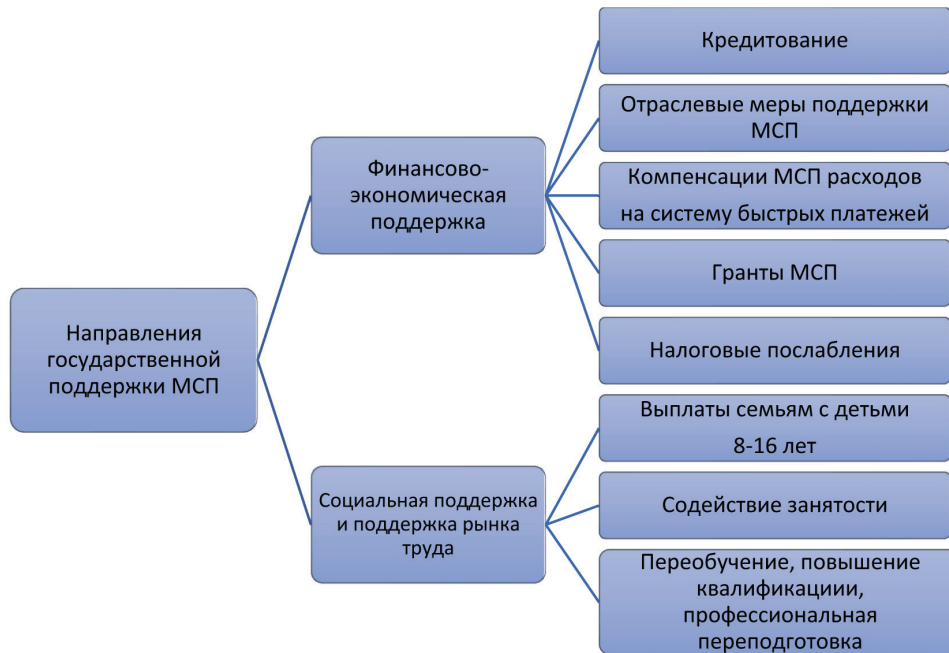 Направления
государственной
поддержки МСП
Финансово-
экономическая
поддержка
Кредитование
Отраслевые меры поддержки
МСП
Компенсации МСП расходов
на систему быстрых платежей
Гранты МСП
Налоговые послабления
Социальная поддержка
и поддержка рынка
труда
Выплаты семьям с детьми
8-16 лет
Содействие занятости
Переобучение, повышение
квалификациии,
профессиональная
переподготовка